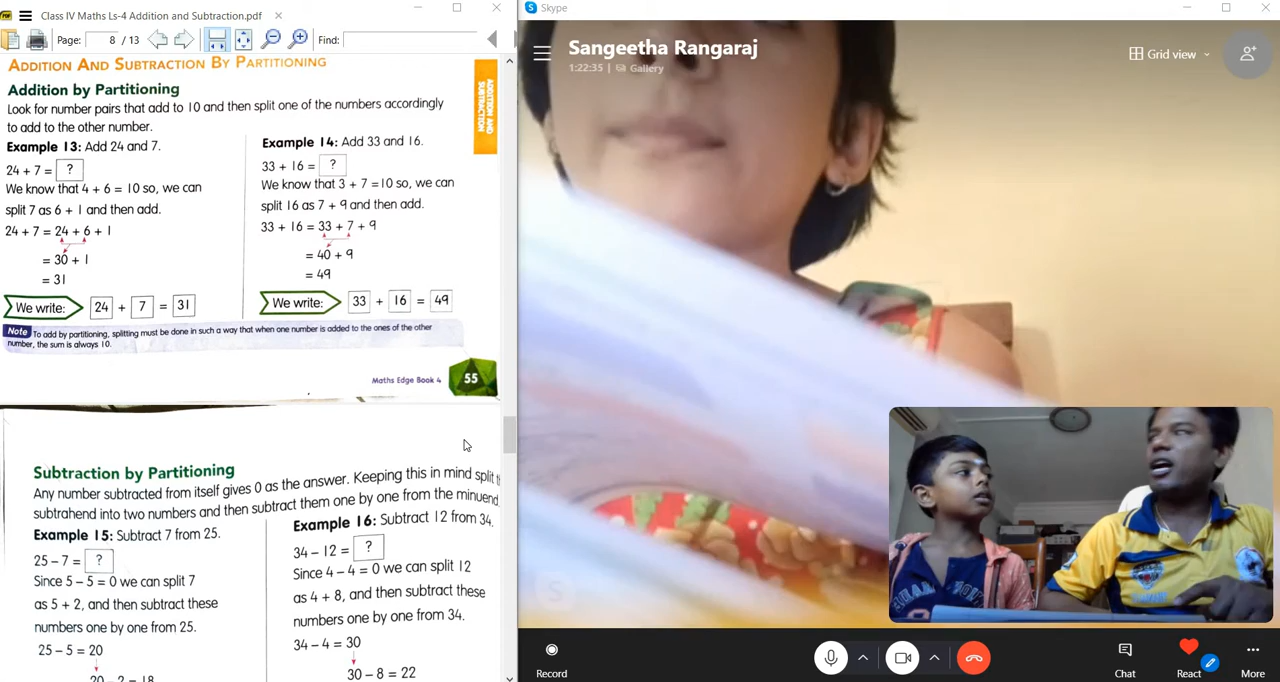 Class IV Maths Ls-4 Addition and Subtraction.pdf
Page: 8 / 13
Find:
ADDITION AND SUBTRACTION BY PARTITIONING
Addition by Partitioning
Look for number pairs that add to 10 and then split one of the numbers accordingly
to add to the other number.
Example 13: Add 24 and 7.
24 + 7 = ?
We know that 4 + 6 = 10 so, we can
split 7 as 6 + 1 and then add.
24 + 7 = 24 + 6 + 1
= 30 + 1
= 31
We write: 24 + 7 = 31
Example 14: Add 33 and 16.
33 + 16 = ?
We know that 3 + 7 = 10 so, we can
split 16 as 7 + 9 and then add.
33 + 16 = 33 + 7 + 9
= 40 + 9
= 49
We write: 33 + 16 = 49
ADDITION AND
SUBTRACTION
Note To add by partitioning, splitting must be done in such a way that when one number is added to the ones of the other
number, the sum is always 10.
Maths Edge Book 4 55
Subtraction by Partitioning
Any number subtracted from itself gives 0 as the answer. Keeping this in mind split
subtrahend into two numbers and then subtract them one by one from the minuend
Example 15: Subtract 7 from 25.
25 – 7 = ?
Since 5 – 5 = 0 we can split 7
as 5 + 2, and then subtract these
numbers one by one from 25.
25 – 5 = 20
20 – 2 = 18
Example 16: Subtract 12 from 34.
34 – 12 = ?
Since 4 – 4 = 0 we can split 12
as 4 + 8, and then subtract these
numbers one by one from 34.
34 – 4 = 30
30 – 8 = 22
Skype
Sangeetha Rangaraj
1:22:35 | Gallery
Grid view
Record
Chat
React
More